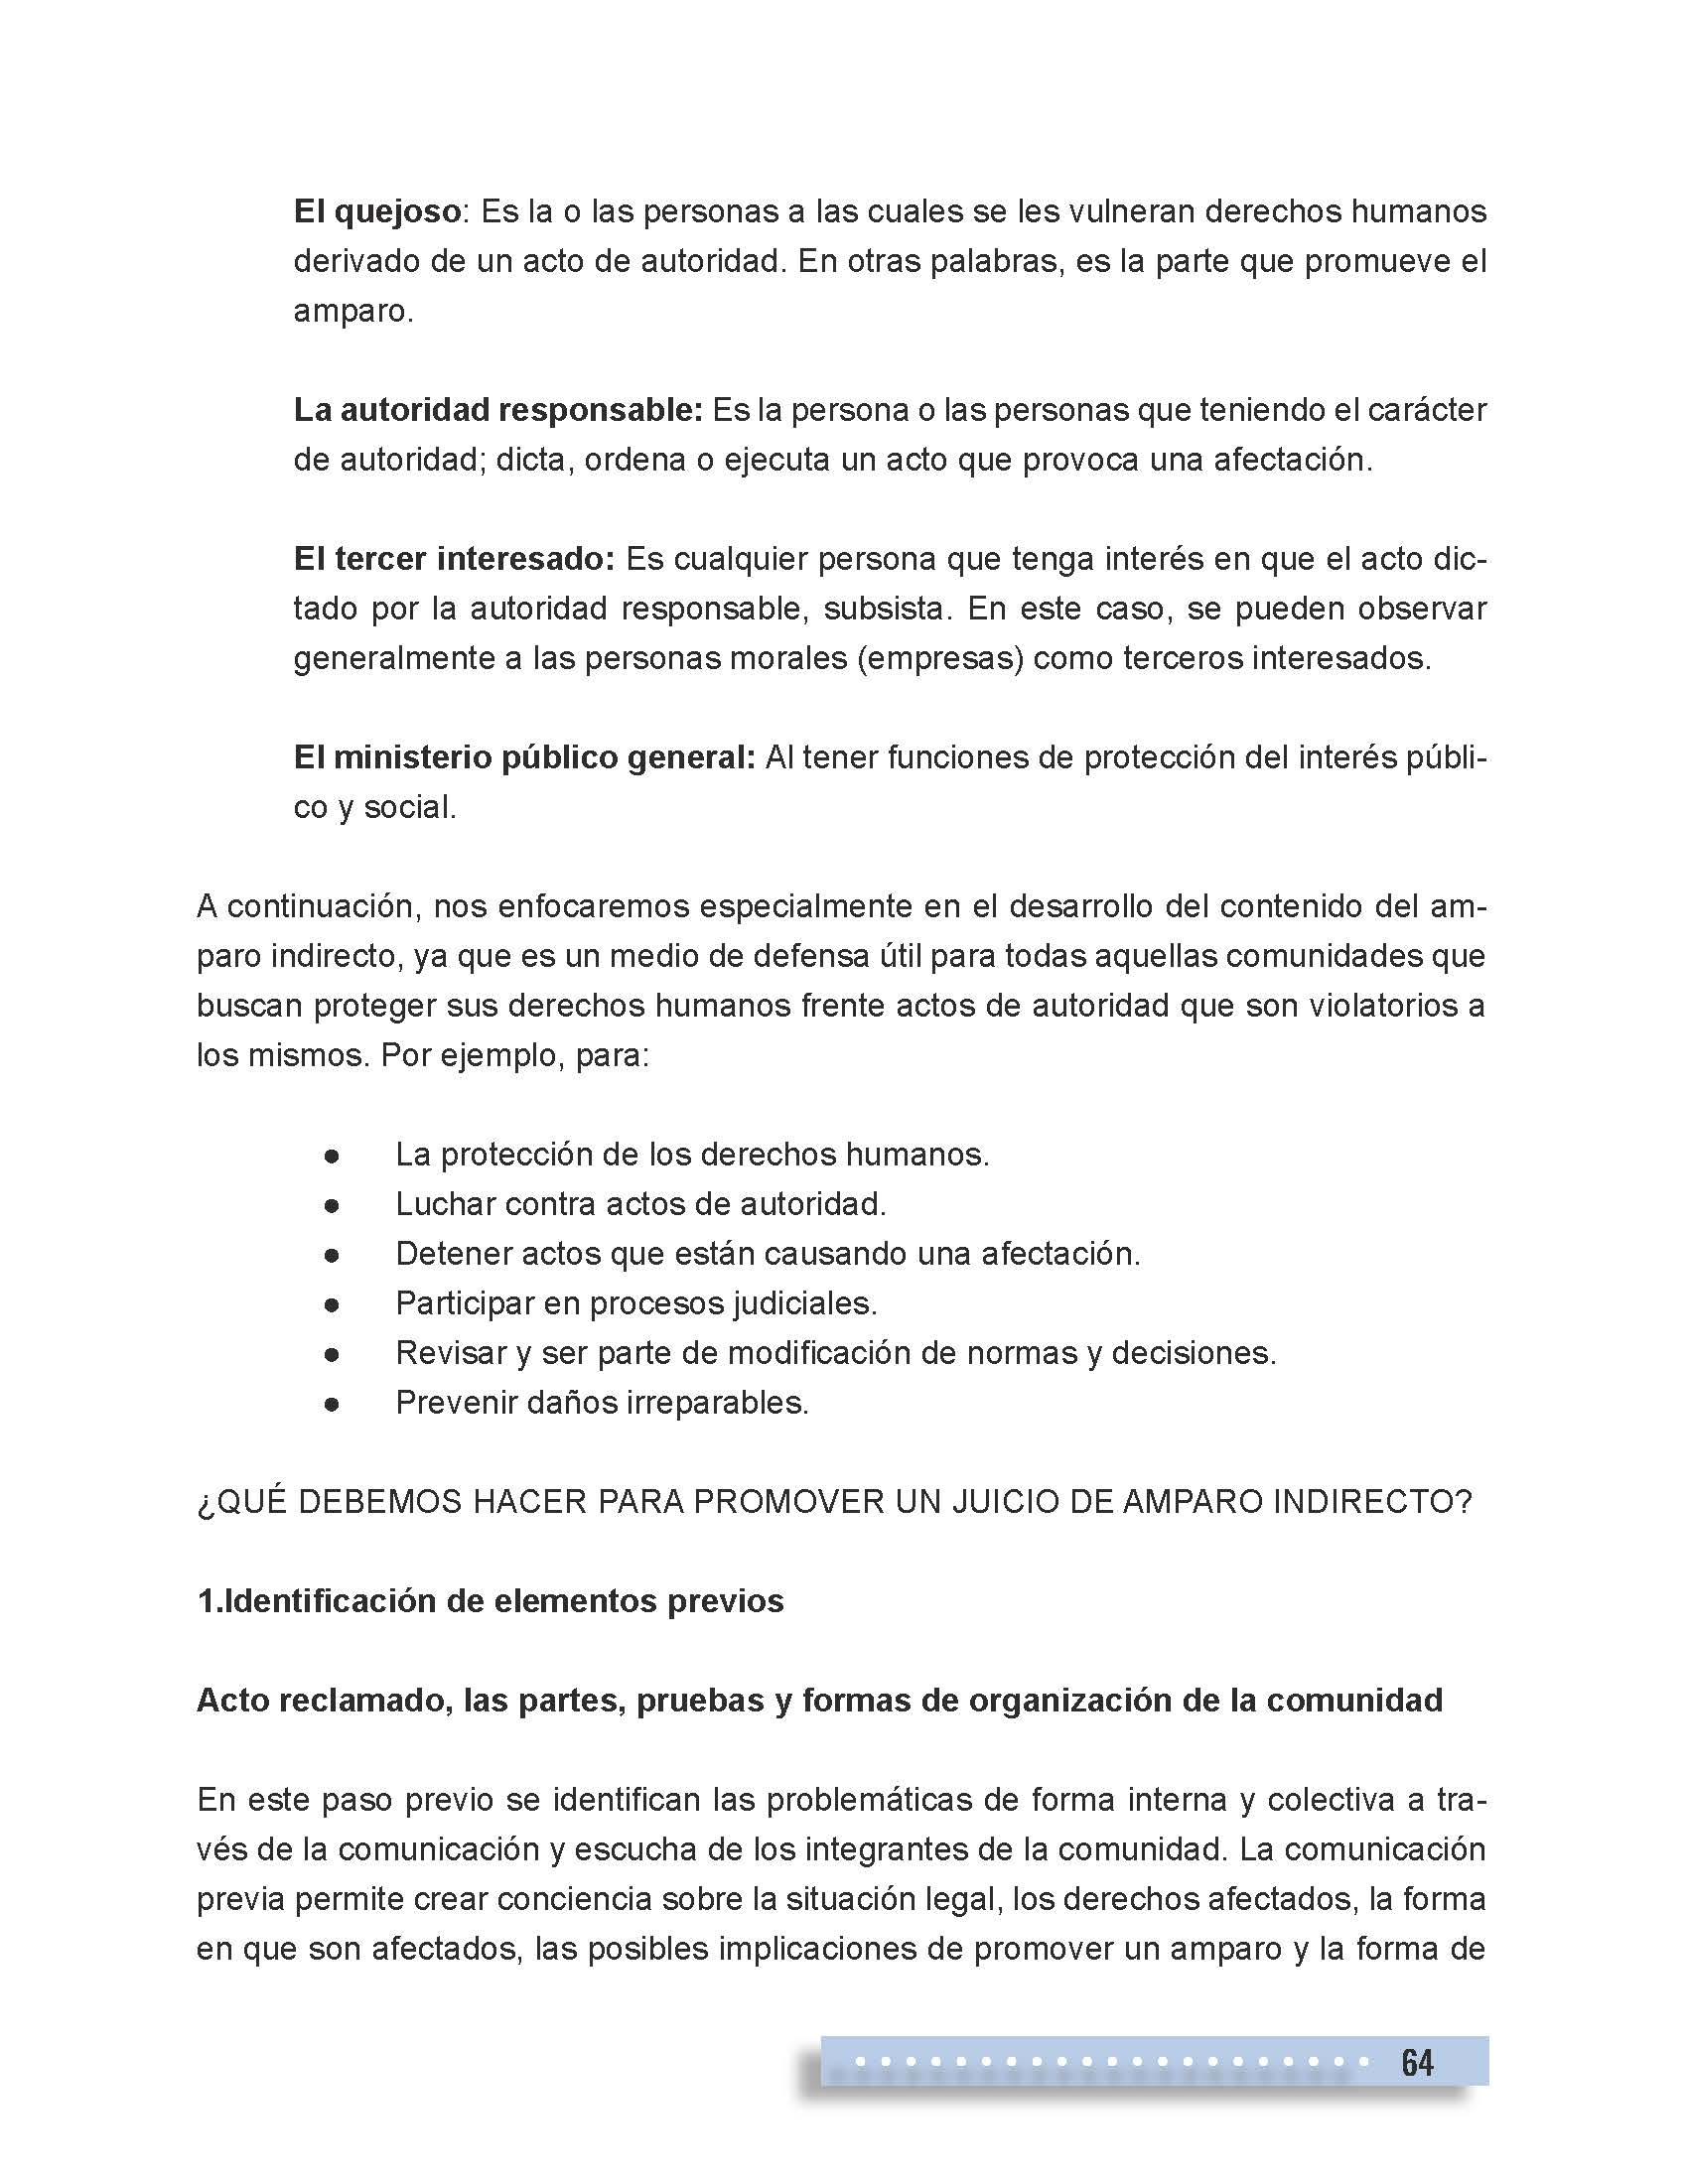 El quejoso: Es la o las personas a las cuales se les vulneran derechos humanos
derivado de un acto de autoridad. En otras palabras, es la parte que promueve el
amparo.
La autoridad responsable: Es la persona o las personas que teniendo el carácter
de autoridad; dicta, ordena o ejecuta un acto que provoca una afectación.
El tercer interesado: Es cualquier persona que tenga interés en que el acto dic-
tado por la autoridad responsable, subsista. En este caso, se pueden observar
generalmente a las personas morales (empresas) como terceros interesados.
El ministerio público general: Al tener funciones de protección del interés públi-
co y social.
A continuación, nos enfocaremos especialmente en el desarrollo del contenido del am-
paro indirecto, ya que es un medio de defensa útil para todas aquellas comunidades que
buscan proteger sus derechos humanos frente actos de autoridad que son violatorios a
los mismos. Por ejemplo, para:
● La protección de los derechos humanos.
● Luchar contra actos de autoridad.
● Detener actos que están causando una afectación.
● Participar en procesos judiciales.
● Revisar y ser parte de modificación de normas y decisiones.
● Prevenir daños irreparables.
¿QUÉ DEBEMOS HACER PARA PROMOVER UN JUICIO DE AMPARO INDIRECTO?
1.Identificación de elementos previos
Acto reclamado, las partes, pruebas y formas de organización de la comunidad
En este paso previo se identifican las problemáticas de forma interna y colectiva a tra-
vés de la comunicación y escucha de los integrantes de la comunidad. La comunicación
previa permite crear conciencia sobre la situación legal, los derechos afectados, la forma
en que son afectados, las posibles implicaciones de promover un amparo y la forma de
64